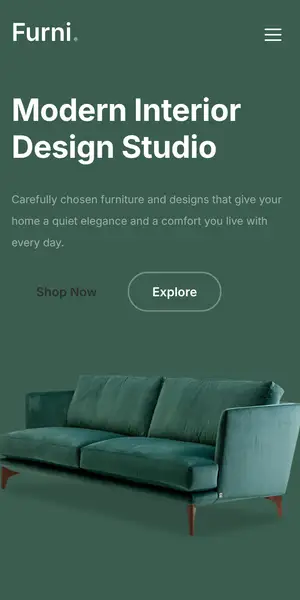 Furni.
Modern Interior
Design Studio
Carefully chosen furniture and designs that give your
home a quiet elegance and a comfort you live with
every day.
Shop Now
Explore